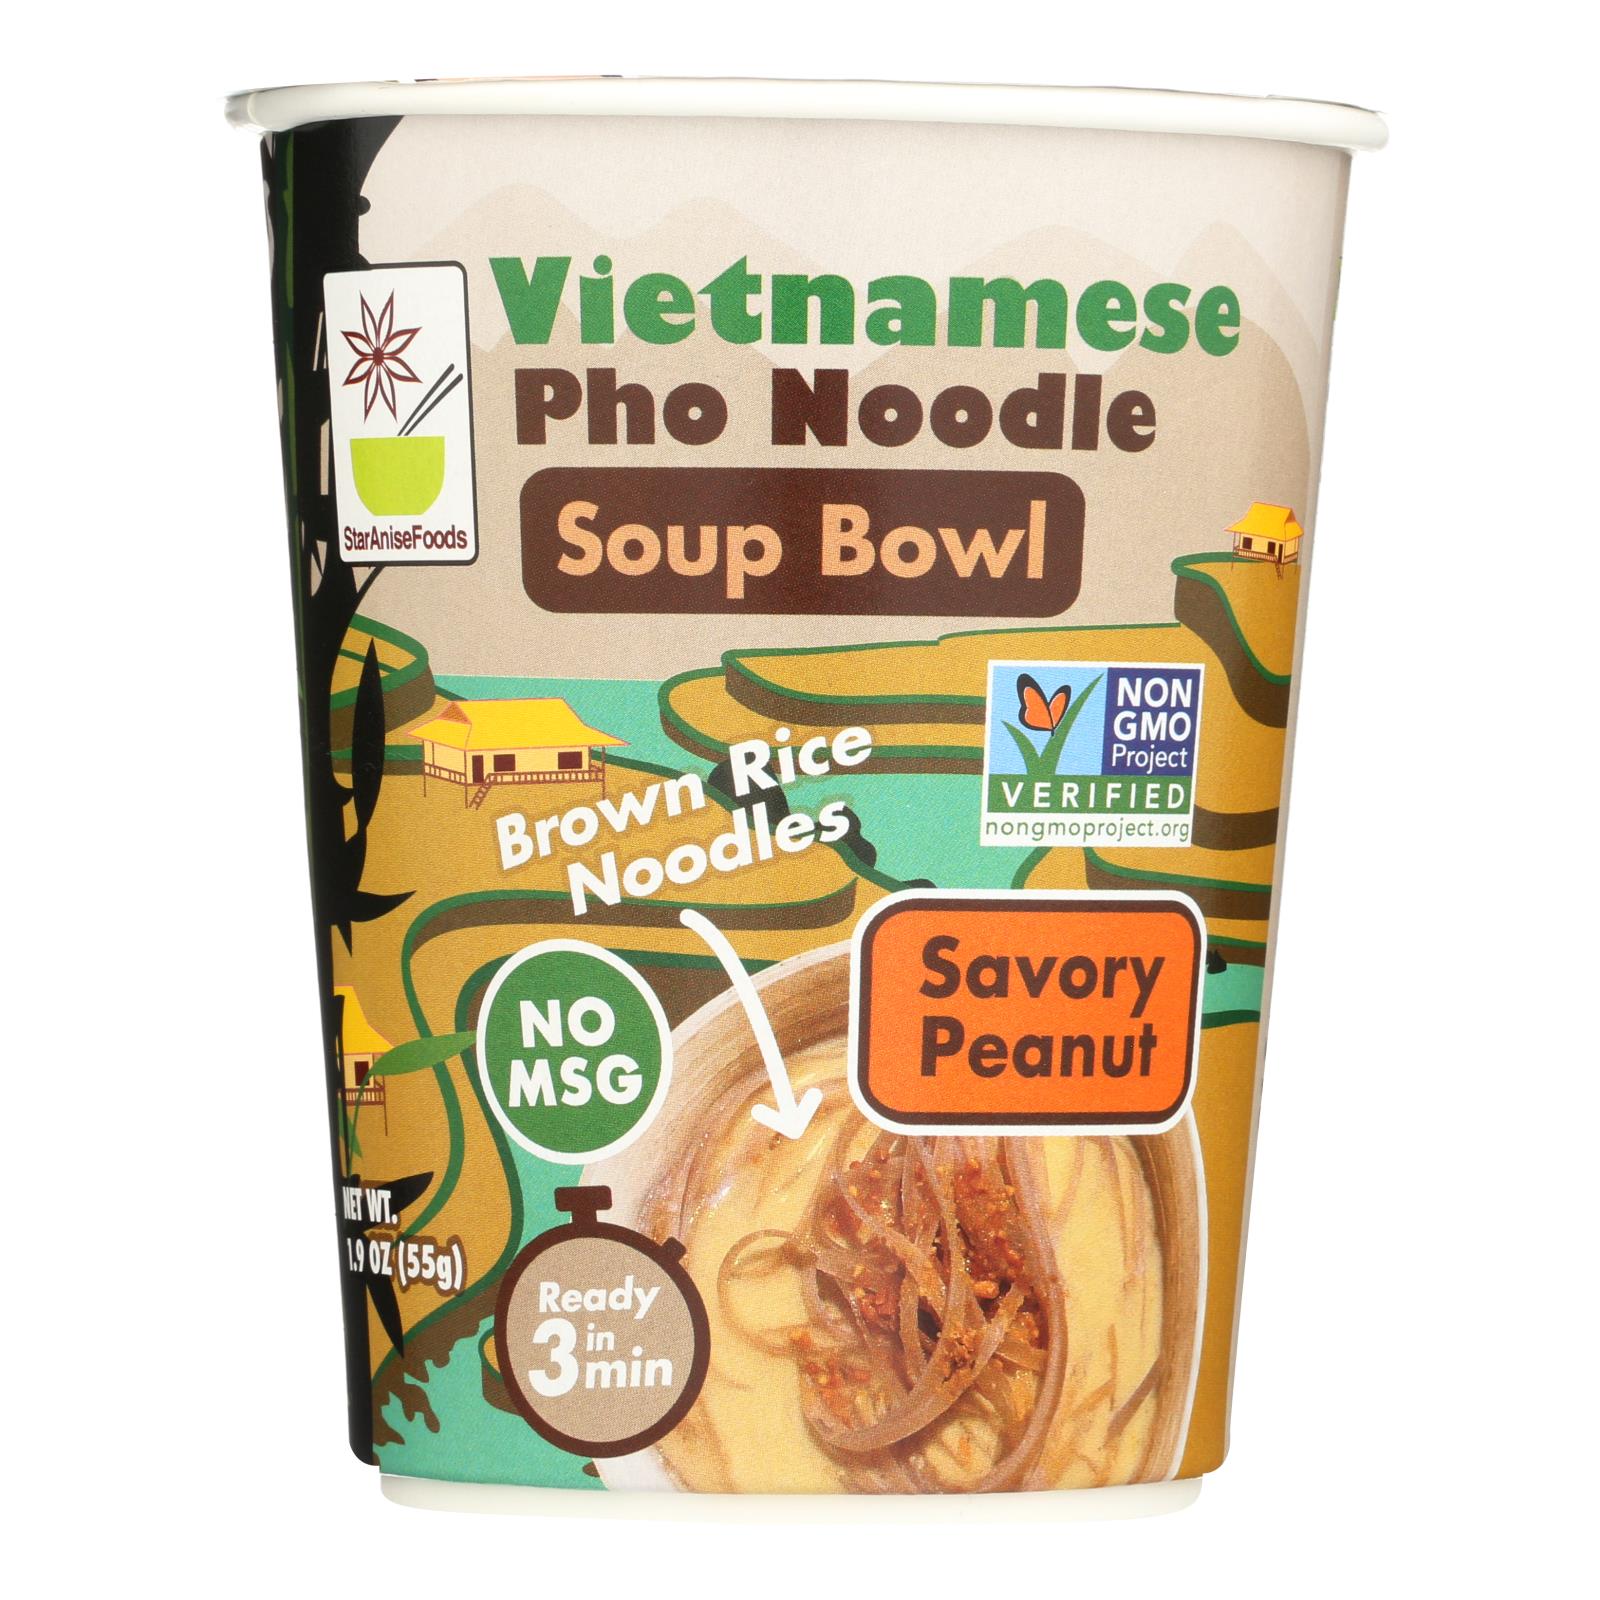 Vietnamese
Pho Noodle
Soup Bowl
StarAniseFoods
NON
GMO
Project
VERIFIED
nongmoproject.org
Brown Rice
Noodles
Savory
Peanut
NO
MSG
NET WT.
1.9 OZ (55g)
Ready
3 in
min